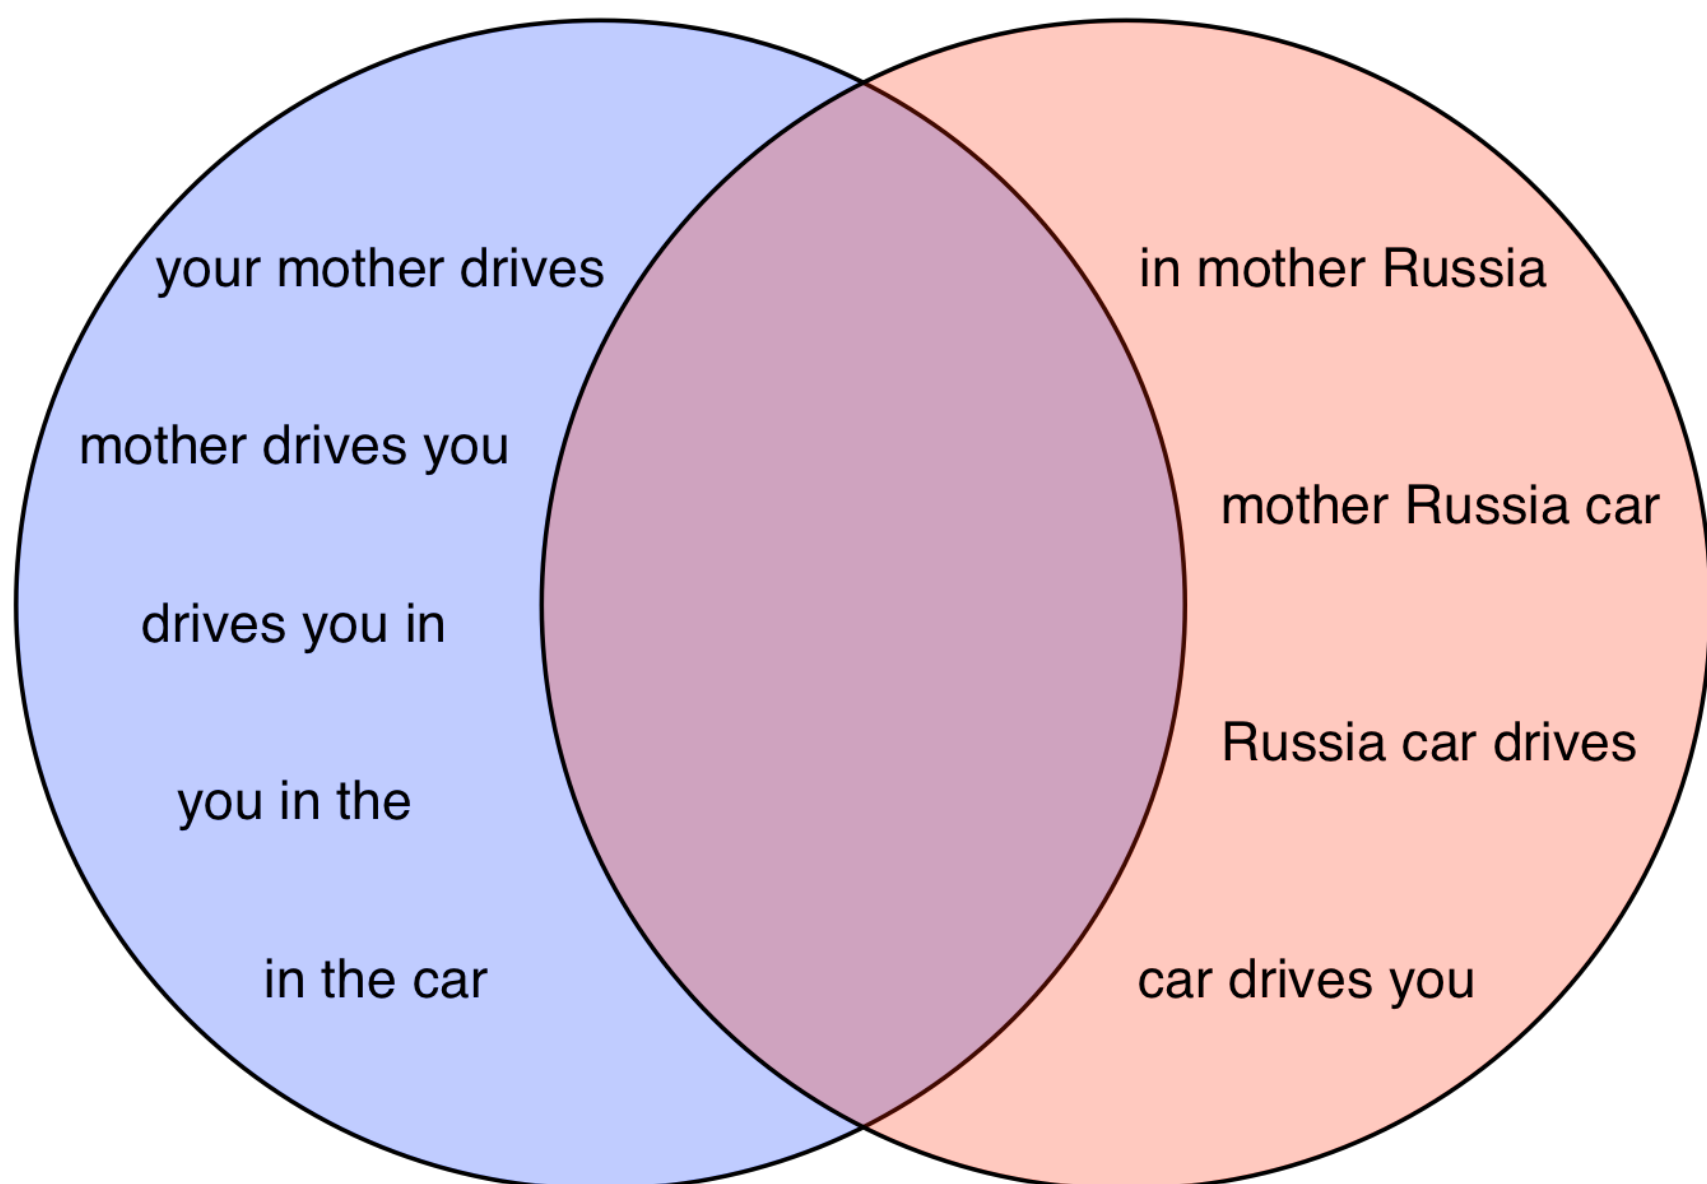 your mother drives
mother drives you
drives you in
you in the
in the car
in mother Russia
mother Russia car
Russia car drives
car drives you